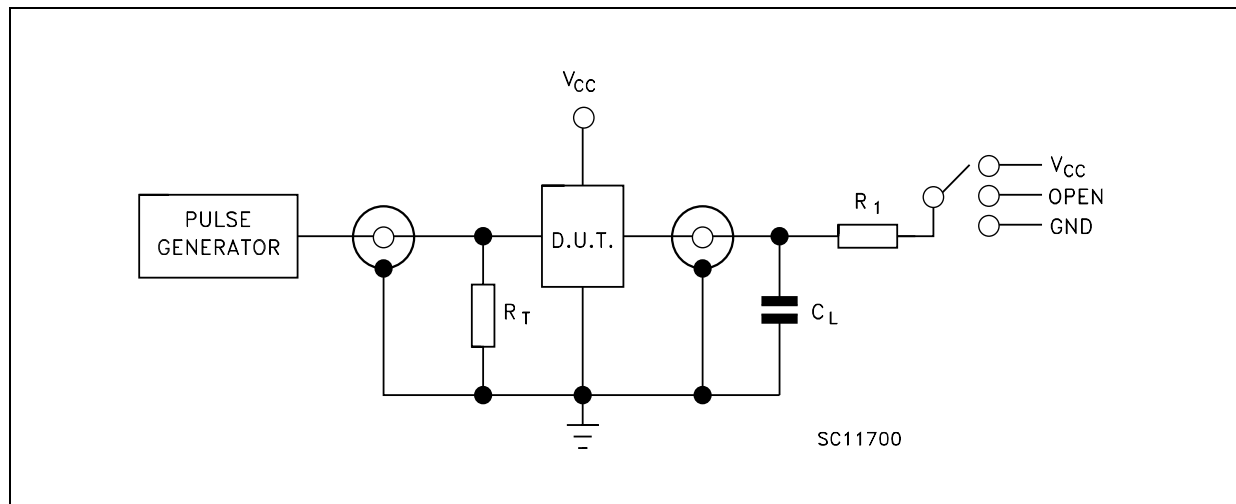 VCC
PULSE
GENERATOR
D.U.T.
RT
CL
R1
VCC
OPEN
GND
SC11700